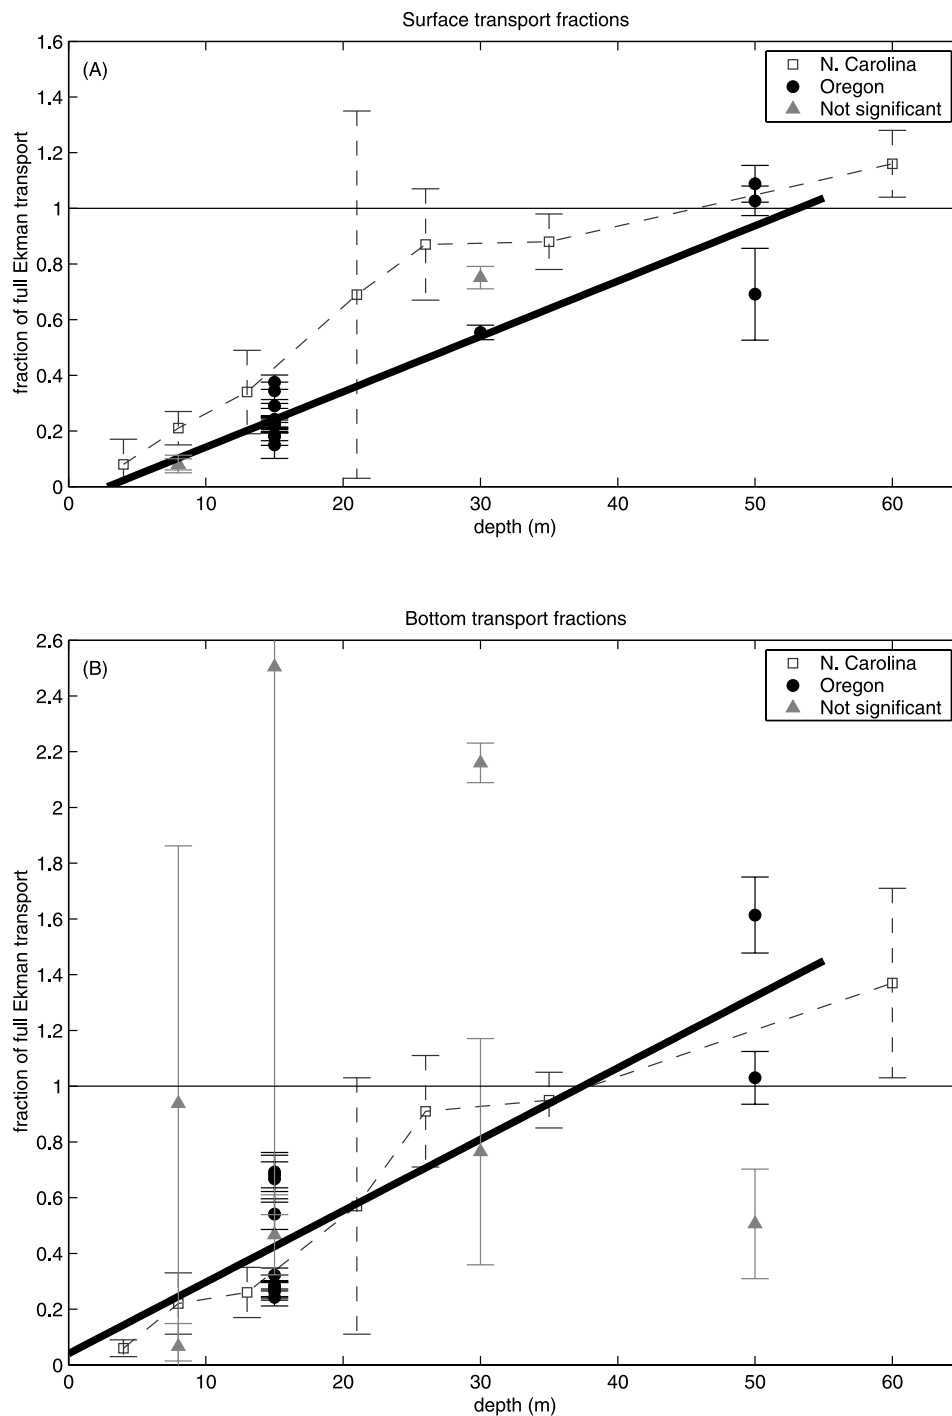 Surface transport fractions
1.6
(A)
N. Carolina
Oregon
Not significant
1.4
1.2
1
0.8
0.6
0.4
0.2
0
fraction of full Ekman transport
0 10 20 30 40 50 60
depth (m)
Bottom transport fractions
2.6
(B)
N. Carolina
Oregon
Not significant
2.4
2.2
2
1.8
1.6
1.4
1.2
1
0.8
0.6
0.4
0.2
0
fraction of full Ekman transport
0 10 20 30 40 50 60
depth (m)